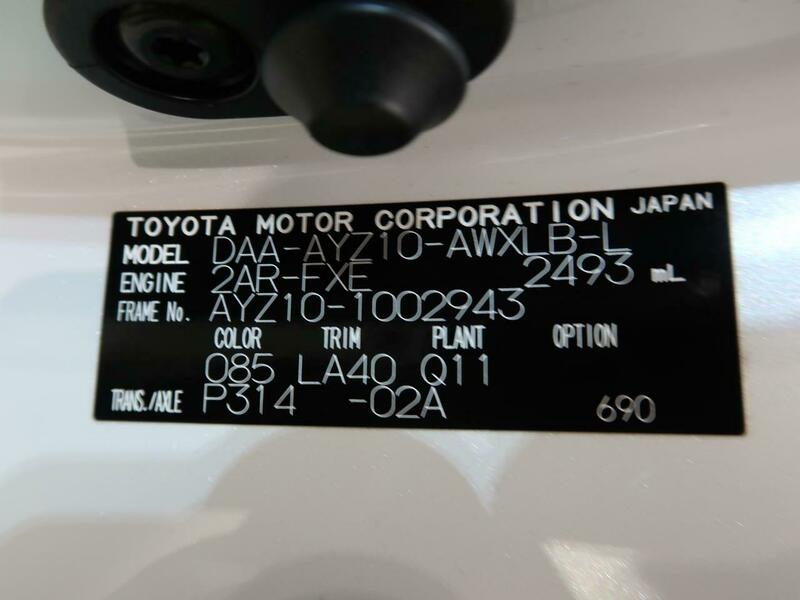 TOYOTA MOTOR CORPORATION JAPAN
MODEL DAA-AYZ10-AWXLB-L
ENGINE 2AR-FXE 2493 mL
FRAME No. AYZ10-1002943
COLOR TRIM PLANT OPTION
085 LA40 Q11
TRANS./AXLE P314 -02A 690